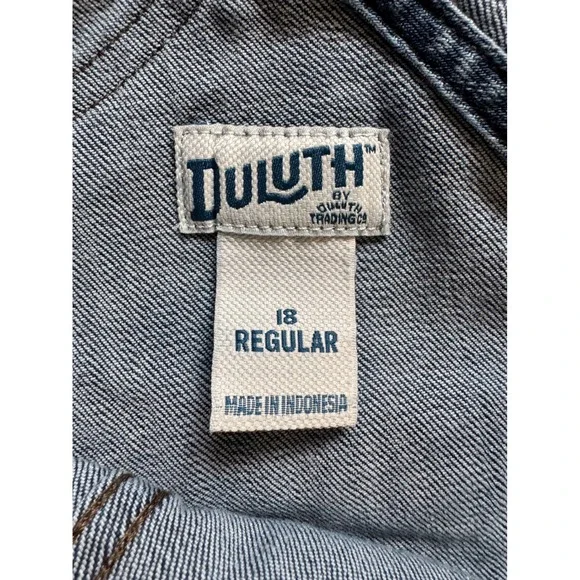 DULUTH™
BY
DULUTH
TRADING CO
18
REGULAR
MADE IN INDONESIA